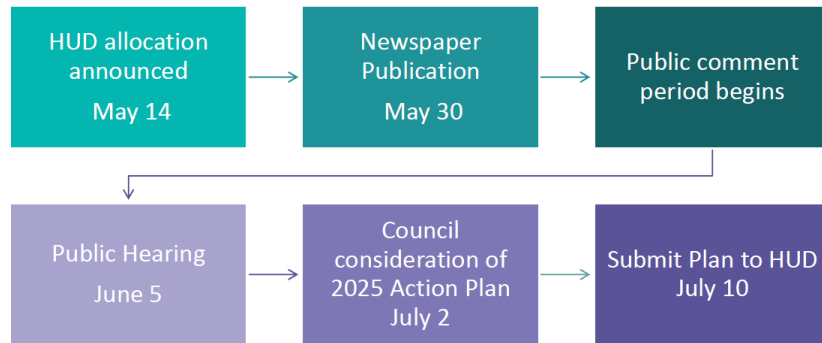 HUD allocation
announced
May 14
Newspaper
Publication
May 30
Public comment
period begins
Public Hearing
June 5
Council
consideration of
2025 Action Plan
July 2
Submit Plan to HUD
July 10